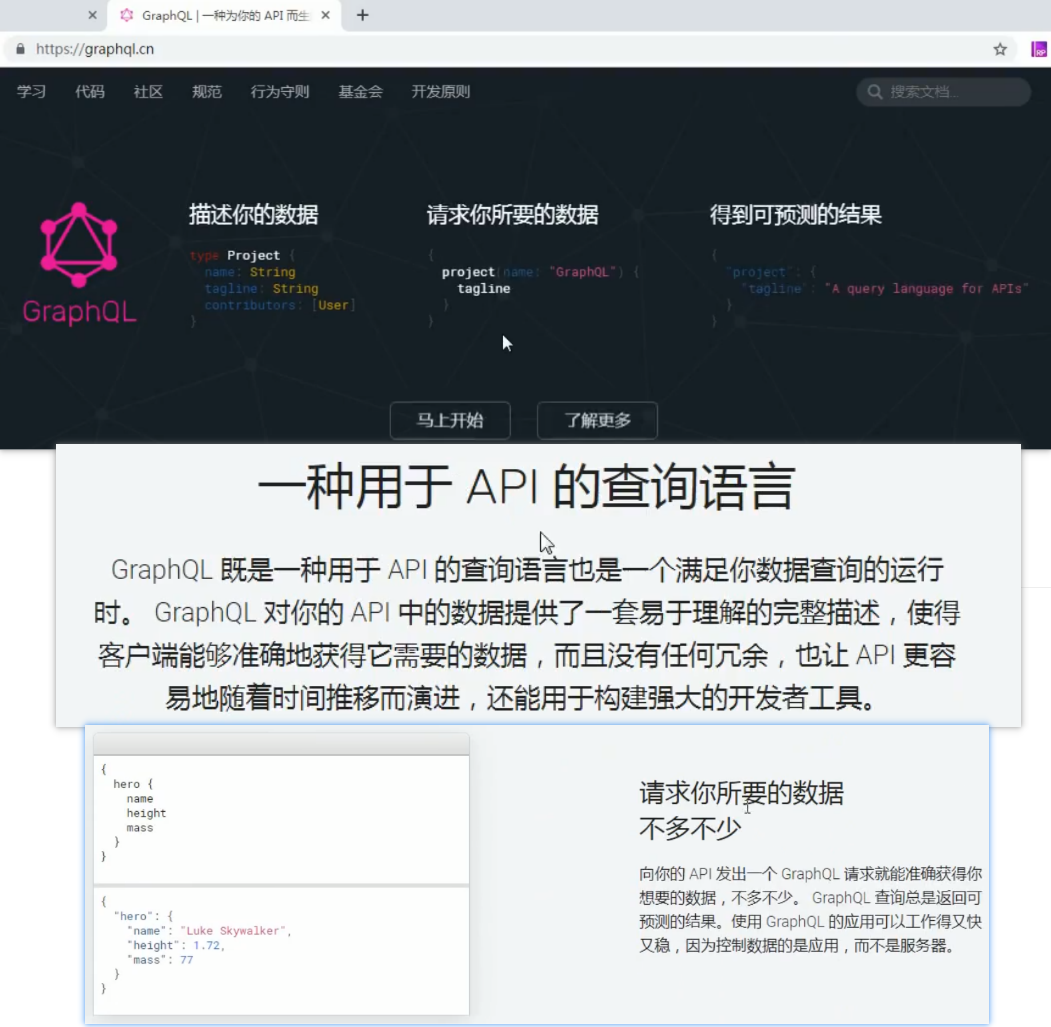 GraphQL | 一种为你的 API 而生
https://graphql.cn
学习 代码 社区 规范 行为守则 基金会 开发原则
搜索文档...
GraphQL
描述你的数据
type Project {
name: String
tagline: String
contributors: [User]
}
请求你所要的数据
{
project(name: "GraphQL") {
tagline
}
}
得到可预测的结果
{
"project": {
"tagline": "A query language for APIs"
}
}
马上开始
了解更多
一种用于 API 的查询语言
GraphQL 既是一种用于 API 的查询语言也是一个满足你数据查询的运行
时。 GraphQL 对你的 API 中的数据提供了一套易于理解的完整描述，使得
客户端能够准确地获得它需要的数据，而且没有任何冗余，也让 API 更容
易地随着时间推移而演进，还能用于构建强大的开发者工具。
{
hero {
name
height
mass
}
}
{
"hero": {
"name": "Luke Skywalker",
"height": 1.72,
"mass": 77
}
}
请求你所要的数据
不多不少
向你的 API 发出一个 GraphQL 请求就能准确获得你
想要的数据，不多不少。 GraphQL 查询总是返回可
预测的结果。使用 GraphQL 的应用可以工作得又快
又稳，因为控制数据的是应用，而不是服务器。